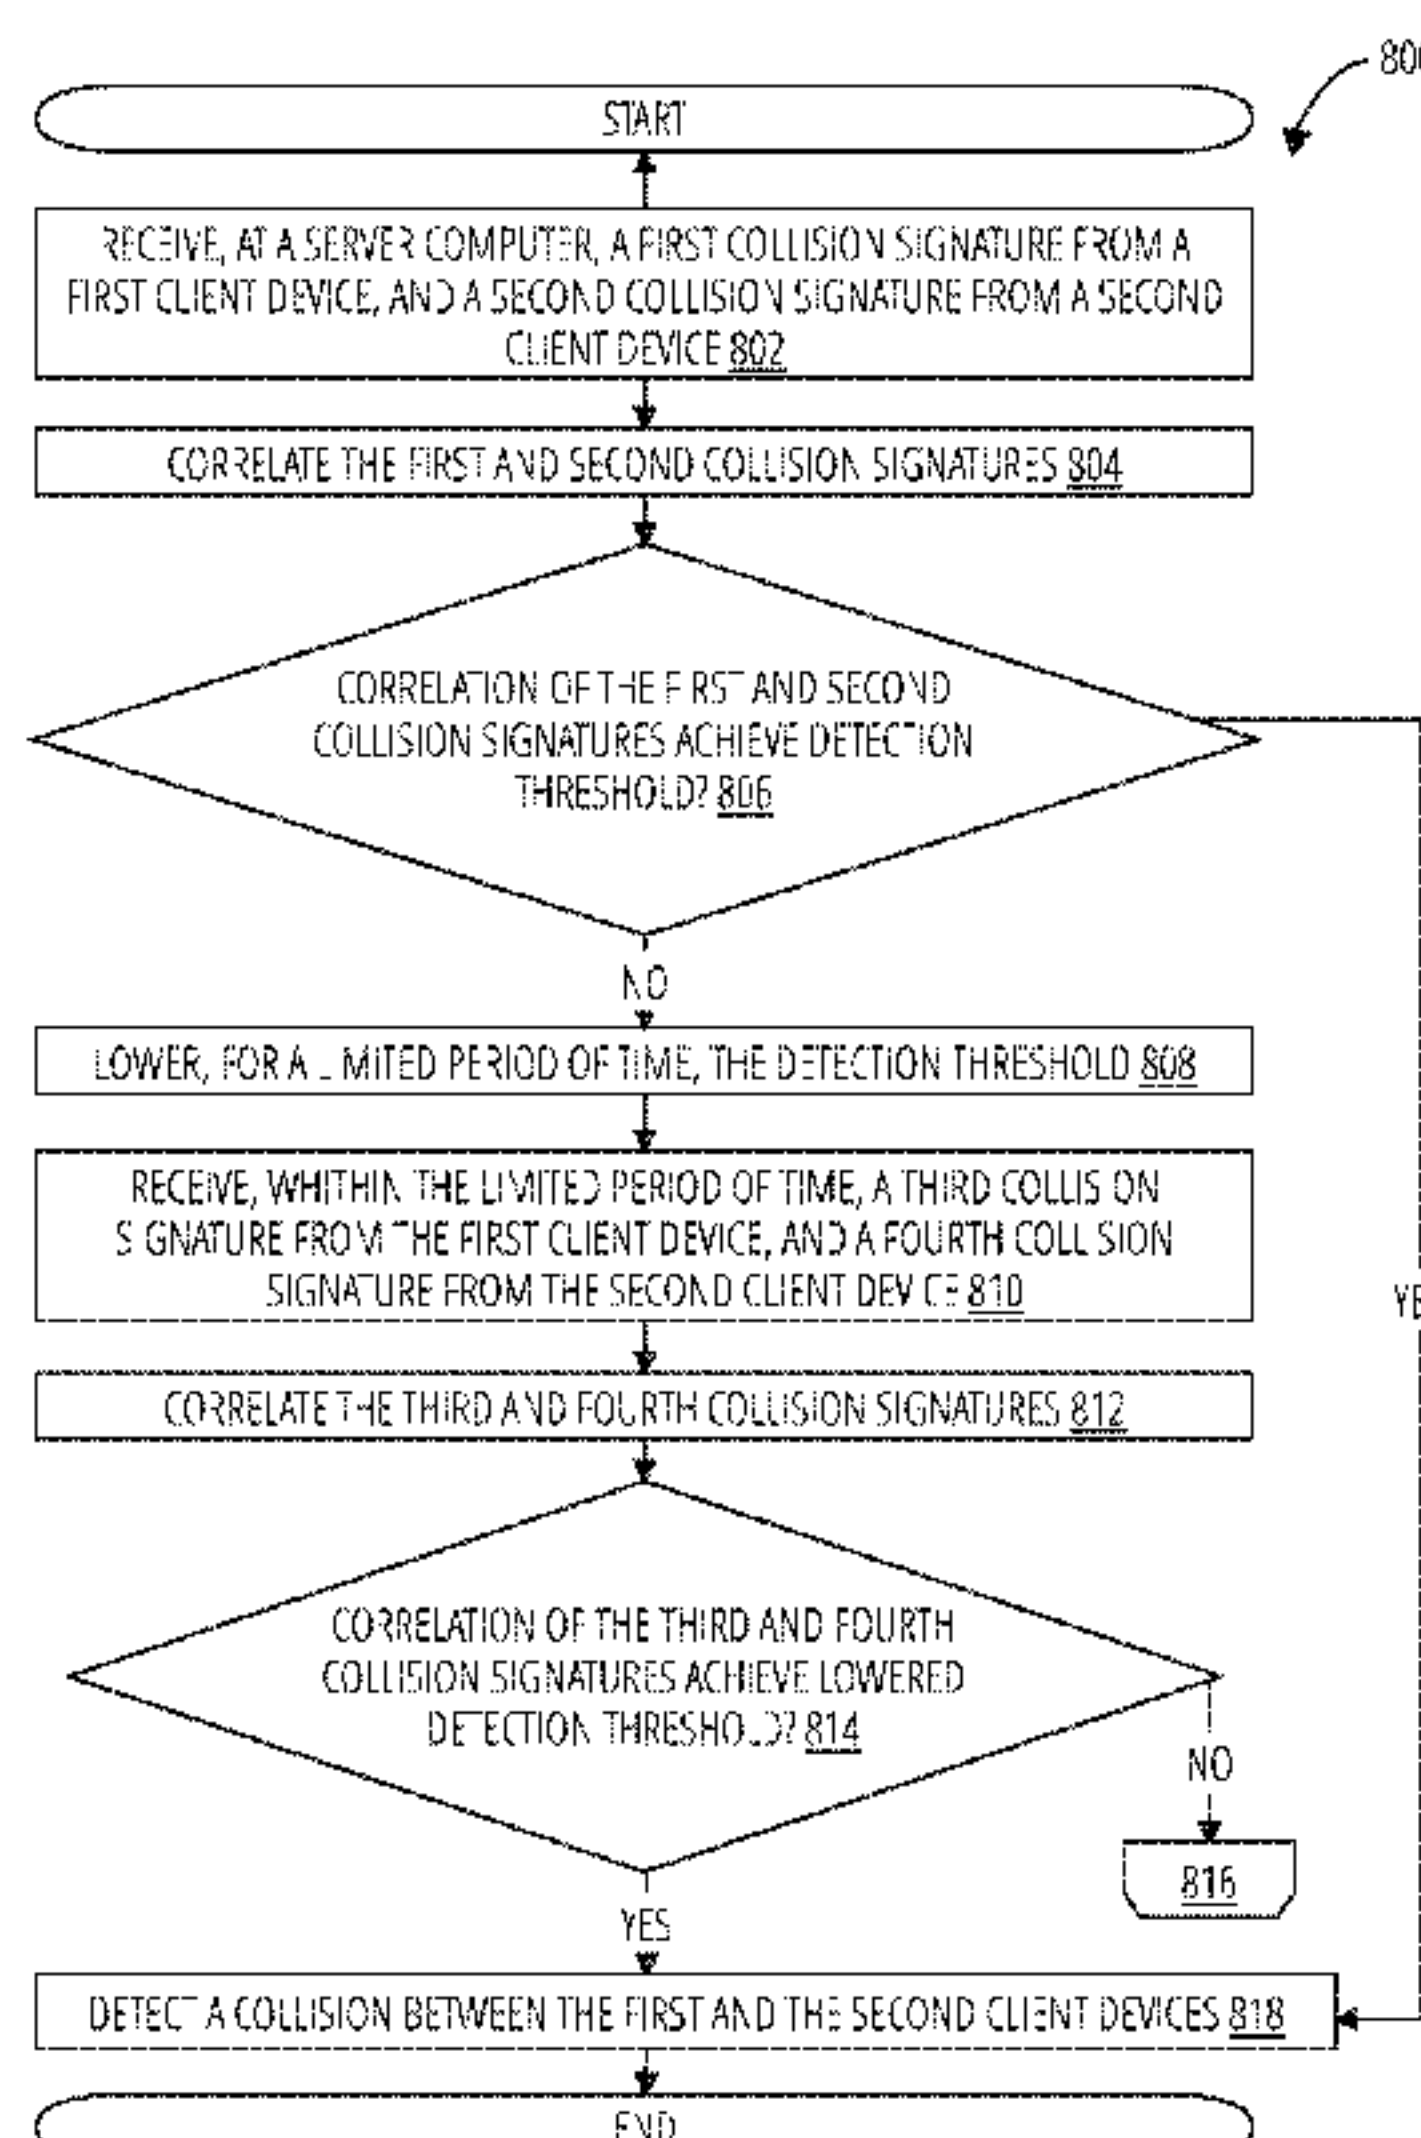 START
RECEIVE, AT A SERVER COMPUTER, A FIRST COLLISION SIGNATURE FROM A
FIRST CLIENT DEVICE, AND A SECOND COLLISION SIGNATURE FROM A SECOND
CLIENT DEVICE 802
CORRELATE THE FIRST AND SECOND COLLISION SIGNATURES 804
CORRELATION OF THE FIRST AND SECOND
COLLISION SIGNATURES ACHIEVE DETECTION
THRESHOLD? 806
NO
LOWER, FOR A LIMITED PERIOD OF TIME, THE DETECTION THRESHOLD 808
RECEIVE, WHITHIN THE LIMITED PERIOD OF TIME, A THIRD COLLISION
SIGNATURE FROM THE FIRST CLIENT DEVICE, AND A FOURTH COLLISION
SIGNATURE FROM THE SECOND CLIENT DEVICE 810
CORRELATE THE THIRD AND FOURTH COLLISION SIGNATURES 812
CORRELATION OF THE THIRD AND FOURTH
COLLISION SIGNATURES ACHIEVE LOWERED
DETECTION THRESHOLD? 814
NO
816
YES
DETECT A COLLISION BETWEEN THE FIRST AND THE SECOND CLIENT DEVICES 818
END